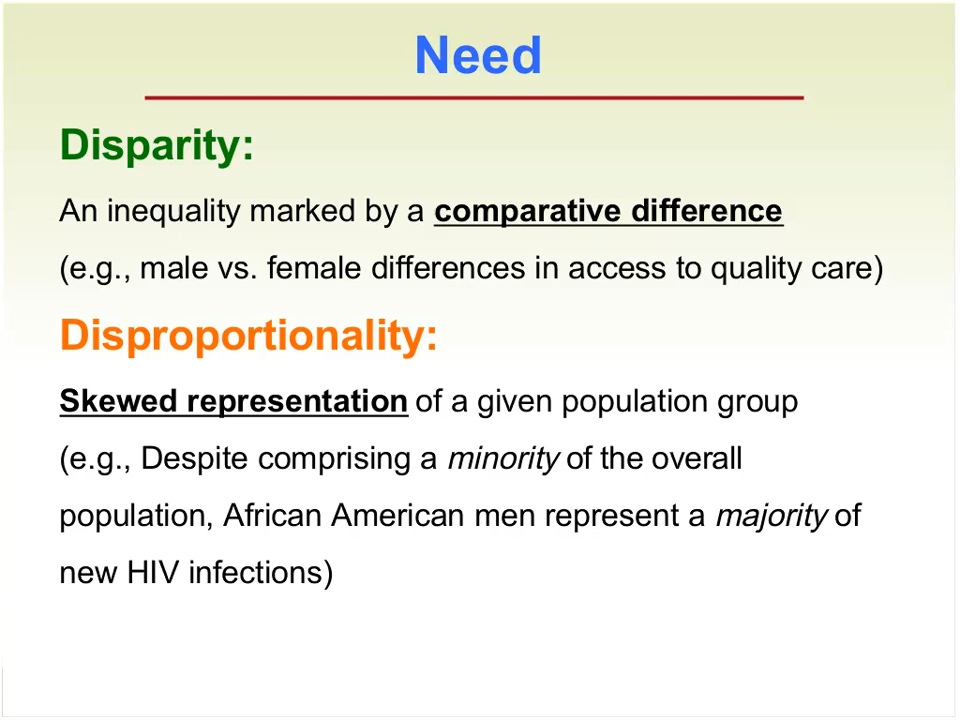 Need
Disparity:
An inequality marked by a comparative difference
(e.g., male vs. female differences in access to quality care)
Disproportionality:
Skewed representation of a given population group
(e.g., Despite comprising a minority of the overall
population, African American men represent a majority of
new HIV infections)